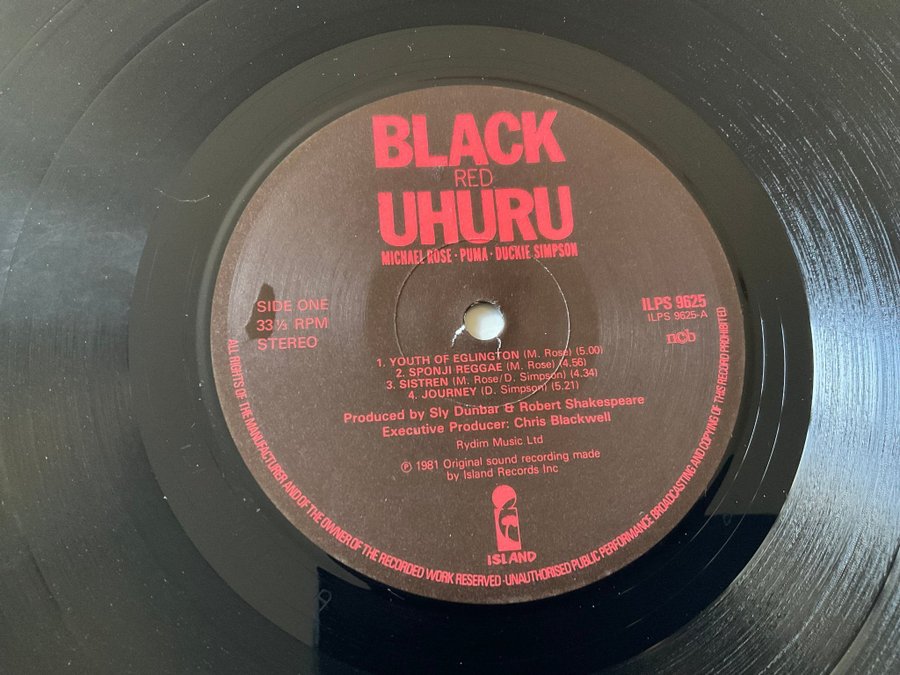 BLACK
RED
UHURU
MICHAEL ROSE · PUMA · DUCKIE SIMPSON
SIDE ONE
33⅓ RPM
STEREO
ILPS 9625
ILPS 9625-A
ncb
1. YOUTH OF EGLINGTON (M. Rose) (5.00)
2. SPONJI REGGAE (M. Rose) (4.56)
3. SISTREN (M. Rose/D. Simpson) (4.34)
4. JOURNEY (D. Simpson) (5.21)
Produced by Sly Dunbar & Robert Shakespeare
Executive Producer: Chris Blackwell
Rydim Music Ltd
℗ 1981 Original sound recording made
by Island Records Inc
ISLAND
ALL RIGHTS OF THE MANUFACTURER AND OF THE OWNER OF THE RECORDED WORK RESERVED · UNAUTHORISED PUBLIC PERFORMANCE BROADCASTING AND COPYING OF THIS RECORD PROHIBITED